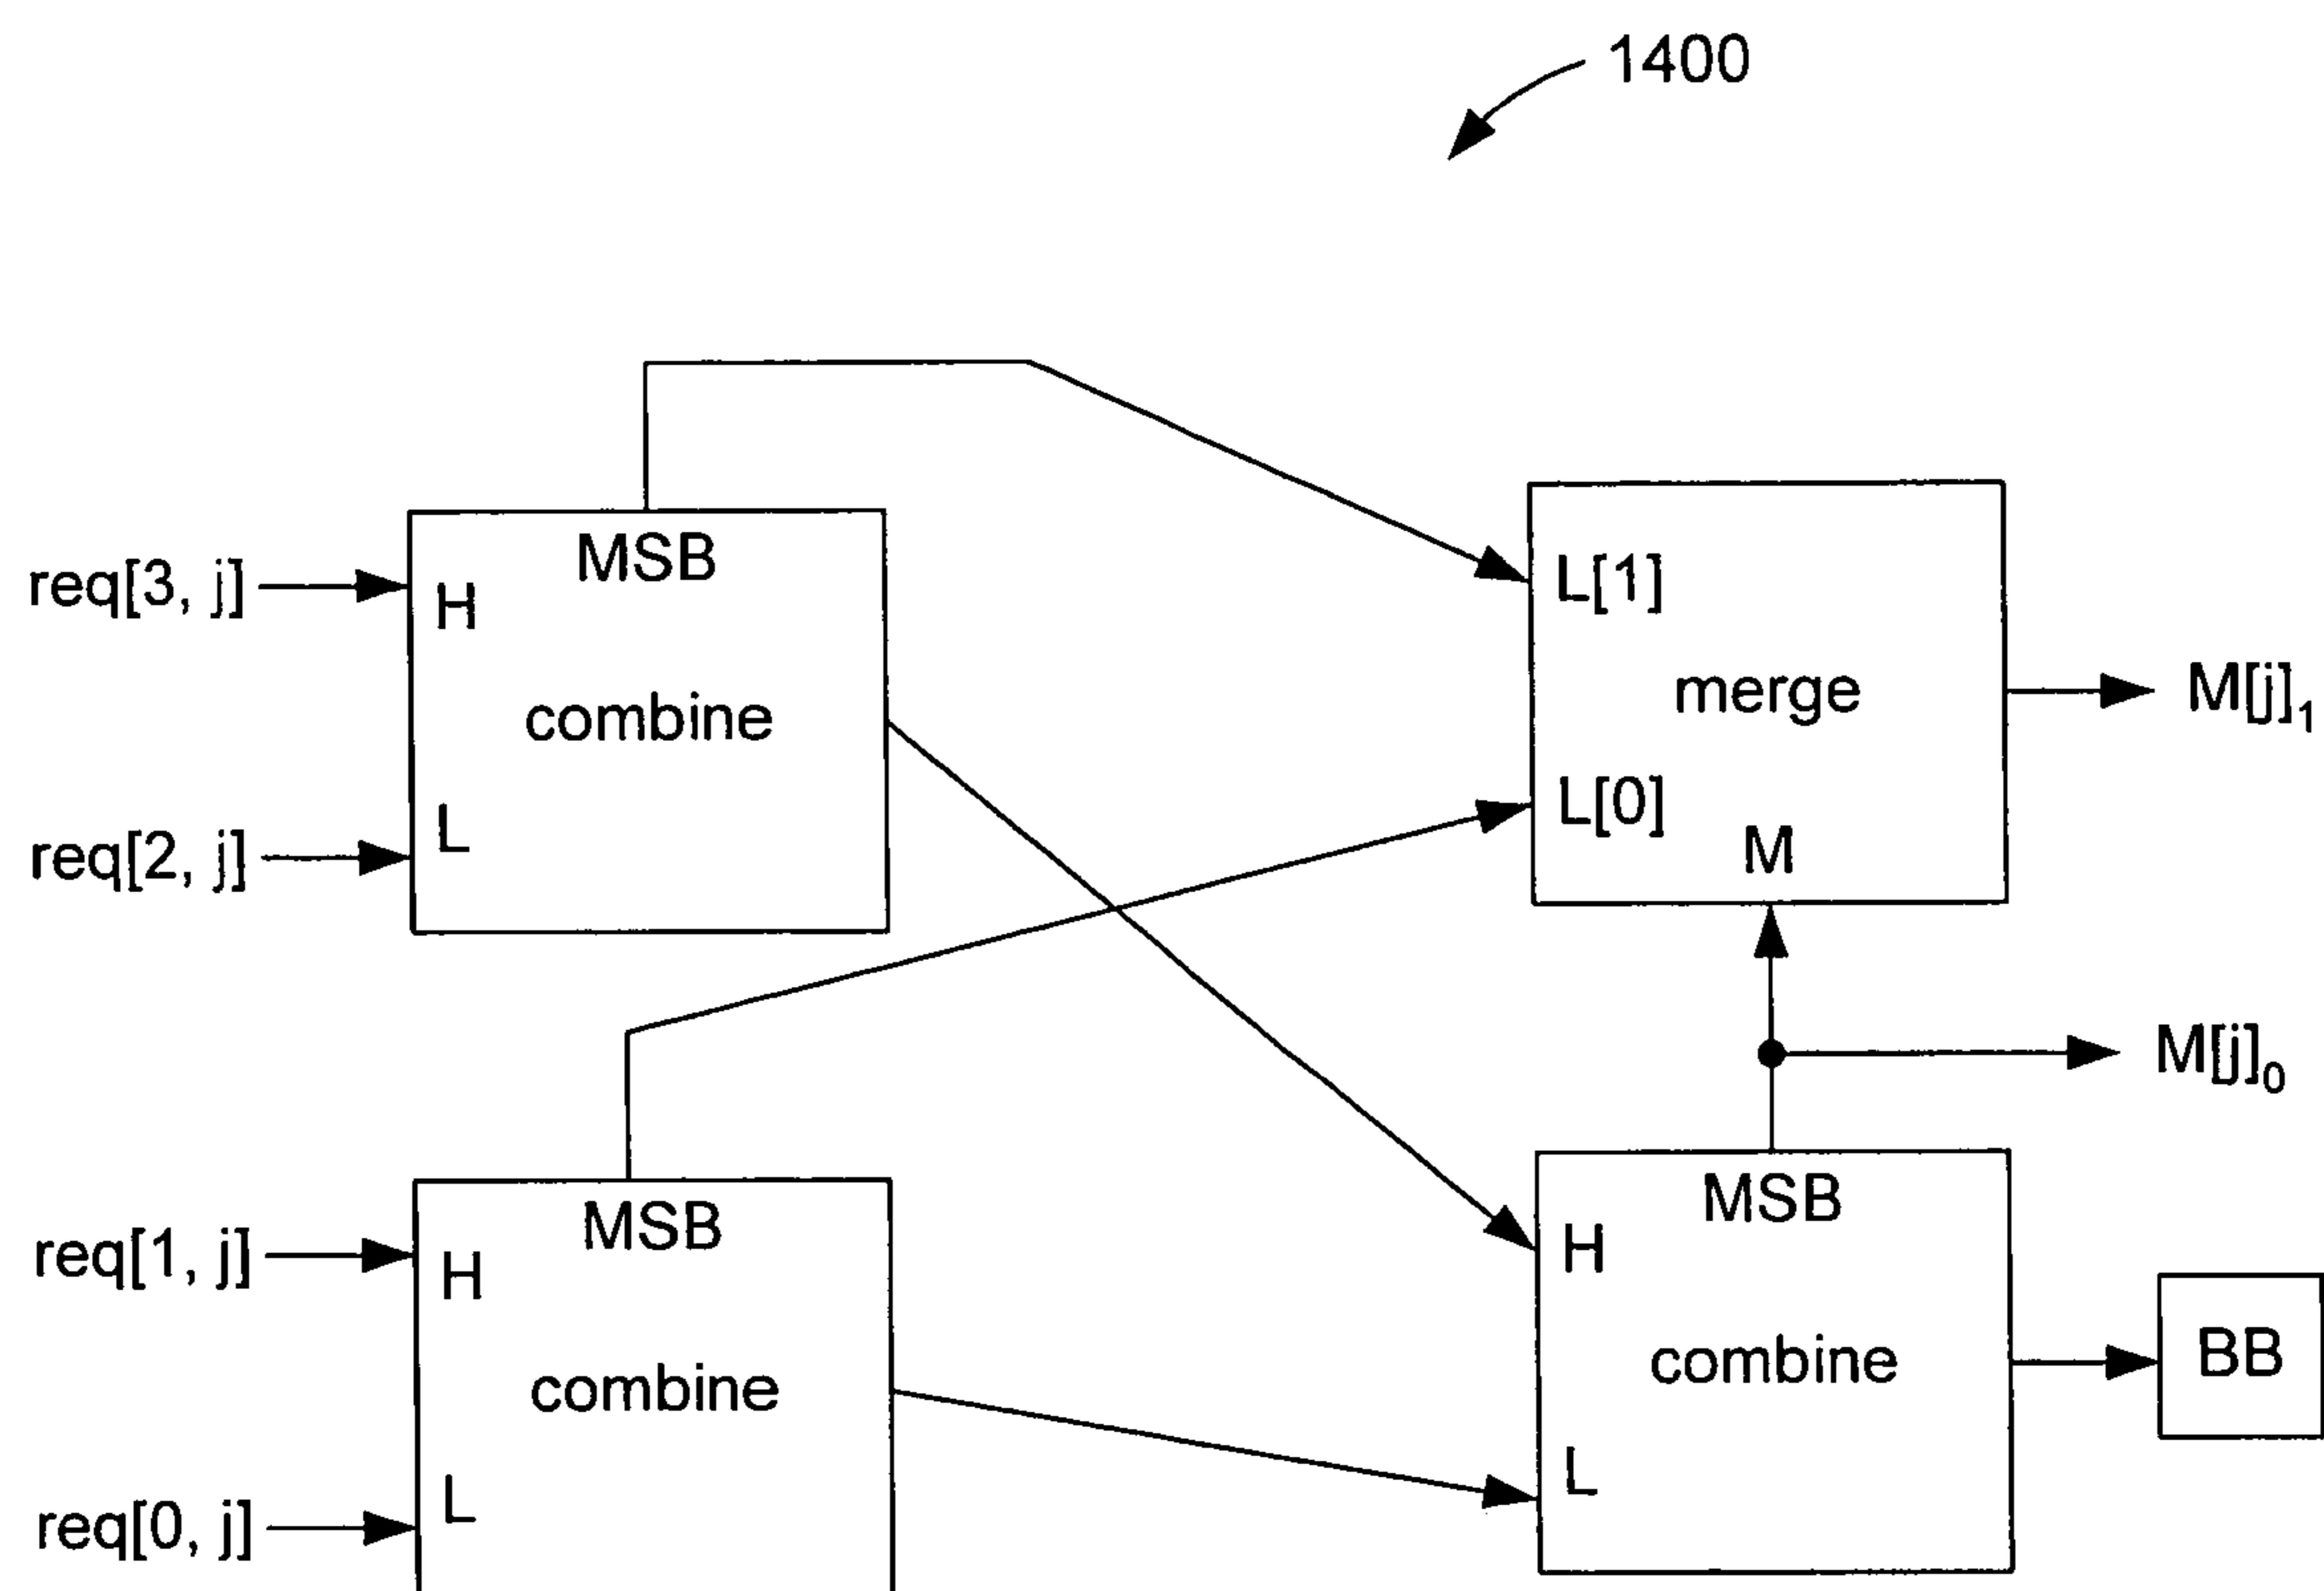 1400
MSB
req[3, j]
H
combine
req[2, j]
L
L[1]
merge
M[j]1
L[0]
M
M[j]0
MSB
req[1, j]
H
combine
req[0, j]
L
MSB
H
combine
BB
L